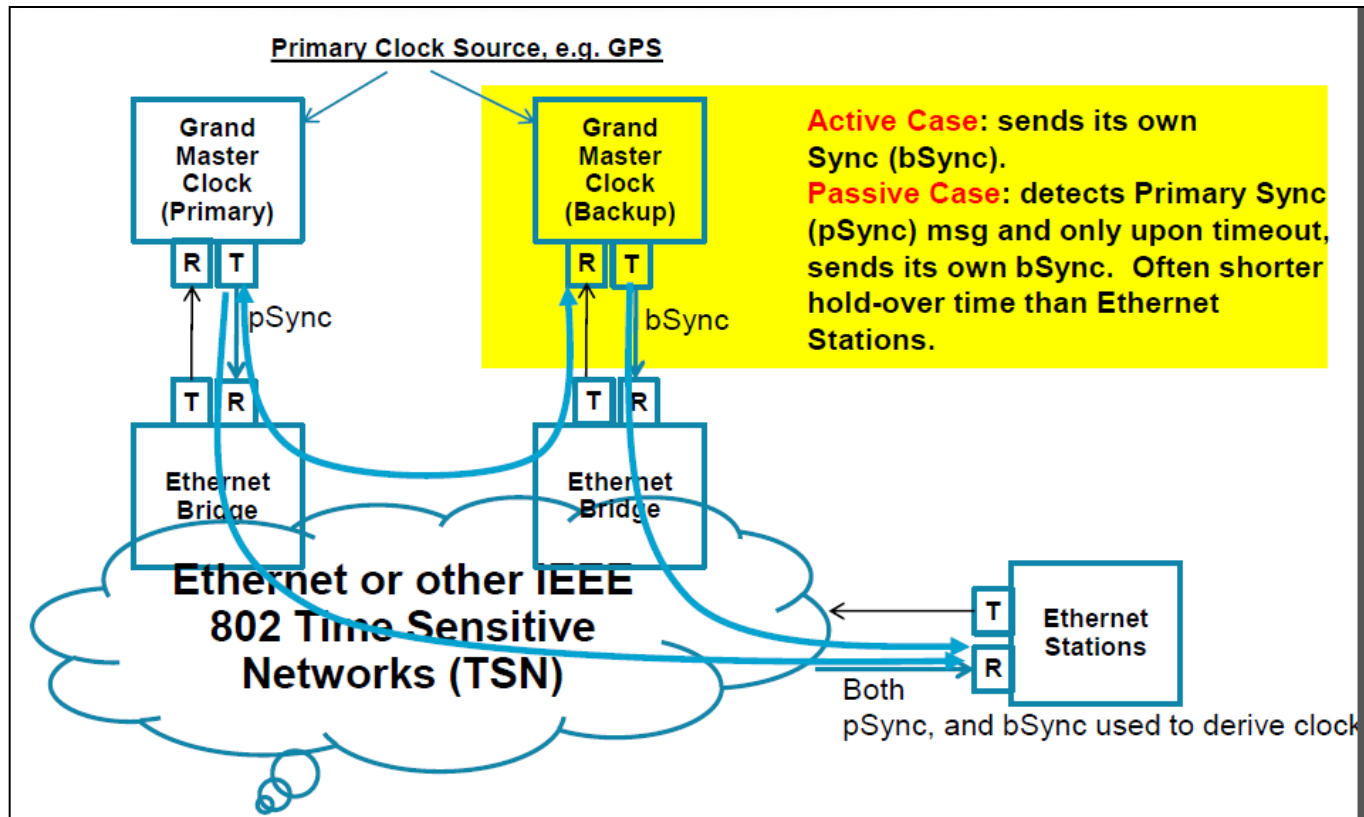 Primary Clock Source, e.g. GPS
Grand
Master
Clock
(Primary)
R T
pSync
T R
Ethernet
Bridge
Grand
Master
Clock
(Backup)
R T
bSync
T R
Ethernet
Bridge
Active Case: sends its own
Sync (bSync).
Passive Case: detects Primary Sync
(pSync) msg and only upon timeout,
sends its own bSync. Often shorter
hold-over time than Ethernet
Stations.
Ethernet or other IEEE
802 Time Sensitive
Networks (TSN)
T
R
Ethernet
Stations
Both
pSync, and bSync used to derive clock